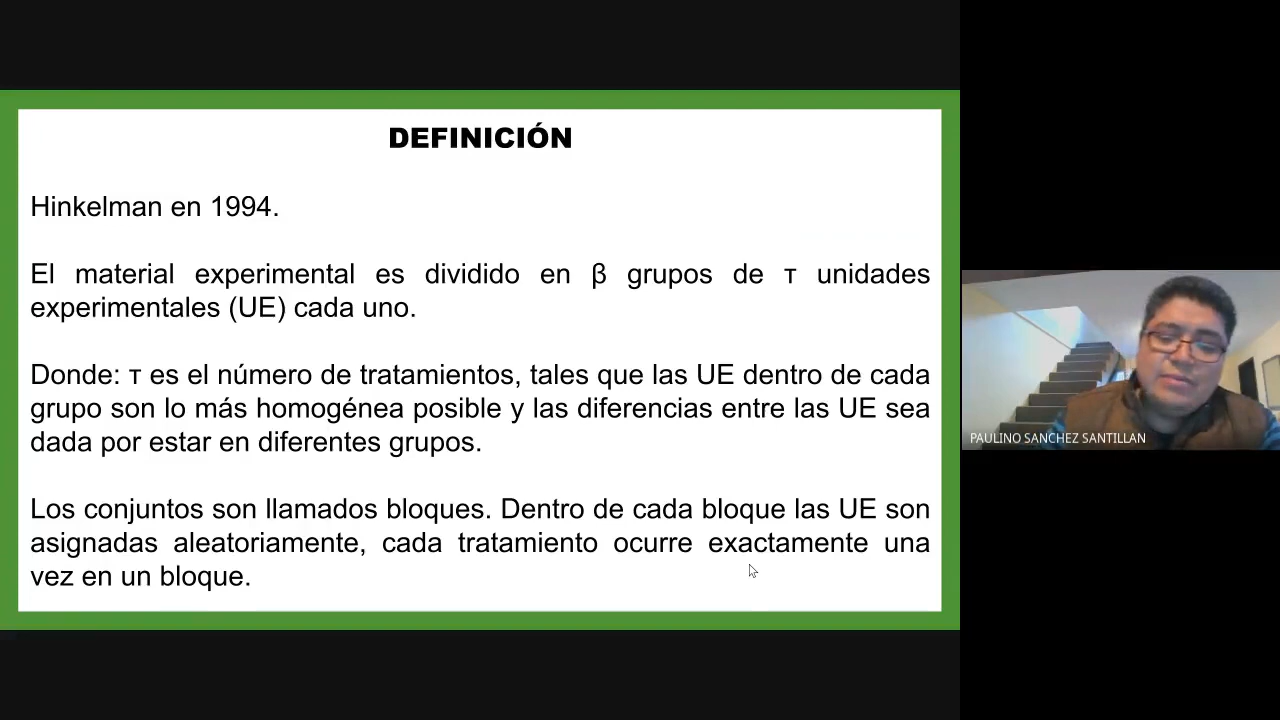 DEFINICIÓN
Hinkelman en 1994.
El material experimental es dividido en β grupos de τ unidades
experimentales (UE) cada uno.
Donde: τ es el número de tratamientos, tales que las UE dentro de cada
grupo son lo más homogénea posible y las diferencias entre las UE sea
dada por estar en diferentes grupos.
Los conjuntos son llamados bloques. Dentro de cada bloque las UE son
asignadas aleatoriamente, cada tratamiento ocurre exactamente una
vez en un bloque.
PAULINO SANCHEZ SANTILLAN